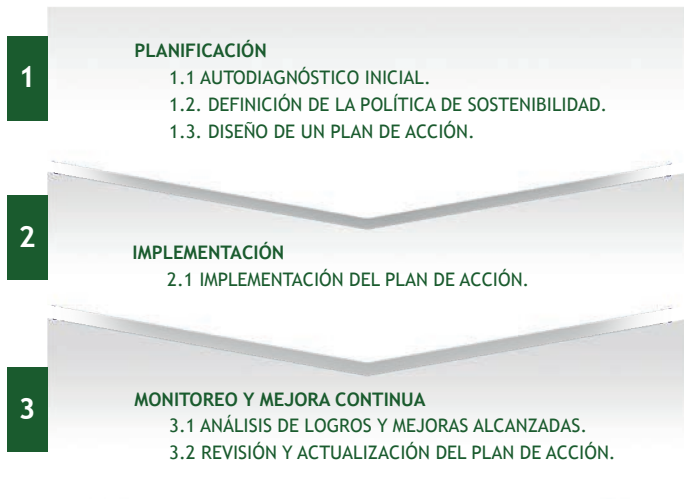 1
PLANIFICACIÓN
1.1 AUTODIAGNÓSTICO INICIAL.
1.2. DEFINICIÓN DE LA POLÍTICA DE SOSTENIBILIDAD.
1.3. DISEÑO DE UN PLAN DE ACCIÓN.
2
IMPLEMENTACIÓN
2.1 IMPLEMENTACIÓN DEL PLAN DE ACCIÓN.
3
MONITOREO Y MEJORA CONTINUA
3.1 ANÁLISIS DE LOGROS Y MEJORAS ALCANZADAS.
3.2 REVISIÓN Y ACTUALIZACIÓN DEL PLAN DE ACCIÓN.